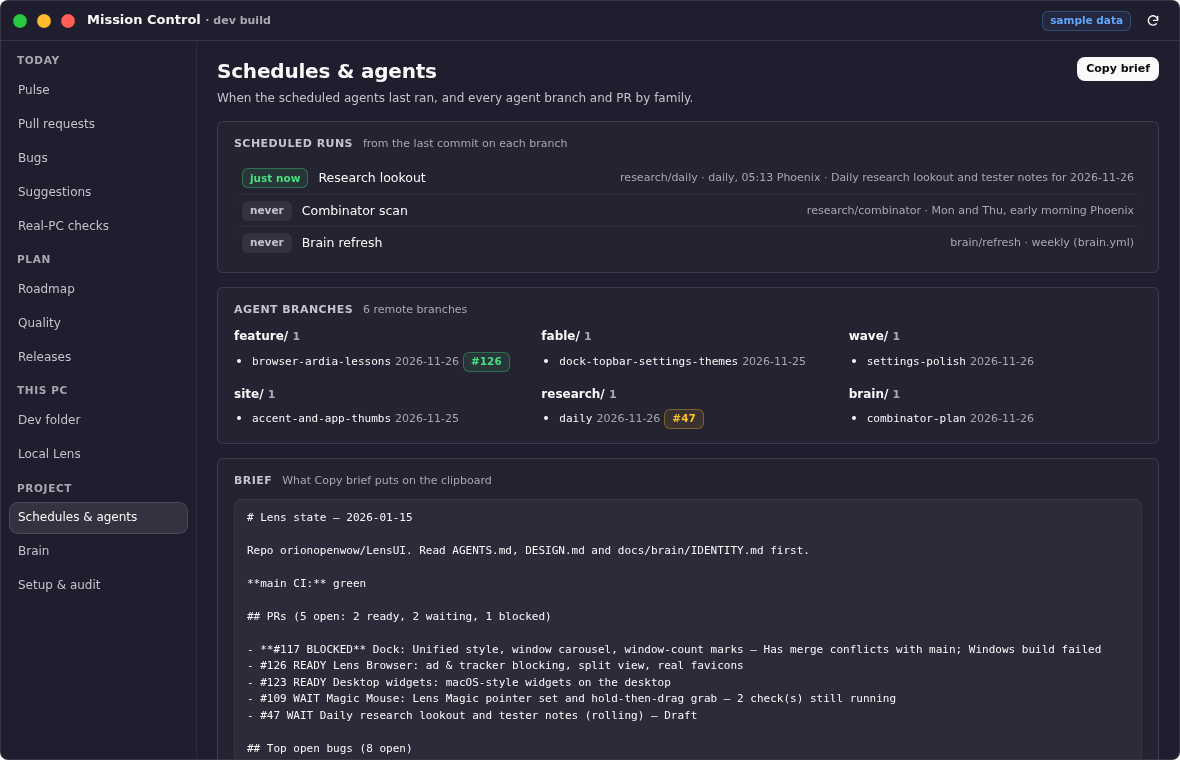 Mission Control · dev build
sample data
TODAY
Pulse
Pull requests
Bugs
Suggestions
Real-PC checks
PLAN
Roadmap
Quality
Releases
THIS PC
Dev folder
Local Lens
PROJECT
Schedules & agents
Brain
Setup & audit
Schedules & agents
Copy brief
When the scheduled agents last ran, and every agent branch and PR by family.
SCHEDULED RUNS from the last commit on each branch
just now Research lookout research/daily · daily, 05:13 Phoenix · Daily research lookout and tester notes for 2026-11-26
never Combinator scan research/combinator · Mon and Thu, early morning Phoenix
never Brain refresh brain/refresh · weekly (brain.yml)
AGENT BRANCHES 6 remote branches
feature/ 1
• browser-ardia-lessons 2026-11-26 #126
fable/ 1
• dock-topbar-settings-themes 2026-11-25
wave/ 1
• settings-polish 2026-11-26
site/ 1
• accent-and-app-thumbs 2026-11-25
research/ 1
• daily 2026-11-26 #47
brain/ 1
• combinator-plan 2026-11-26
BRIEF What Copy brief puts on the clipboard
# Lens state — 2026-01-15
Repo orionopenwow/LensUI. Read AGENTS.md, DESIGN.md and docs/brain/IDENTITY.md first.
**main CI:** green
## PRs (5 open: 2 ready, 2 waiting, 1 blocked)
- **#117 BLOCKED** Dock: Unified style, window carousel, window-count marks — Has merge conflicts with main; Windows build failed
- #126 READY Lens Browser: ad & tracker blocking, split view, real favicons
- #123 READY Desktop widgets: macOS-style widgets on the desktop
- #109 WAIT Magic Mouse: Lens Magic pointer set and hold-then-drag grab — 2 check(s) still running
- #47 WAIT Daily research lookout and tester notes (rolling) — Draft
## Top open bugs (8 open)